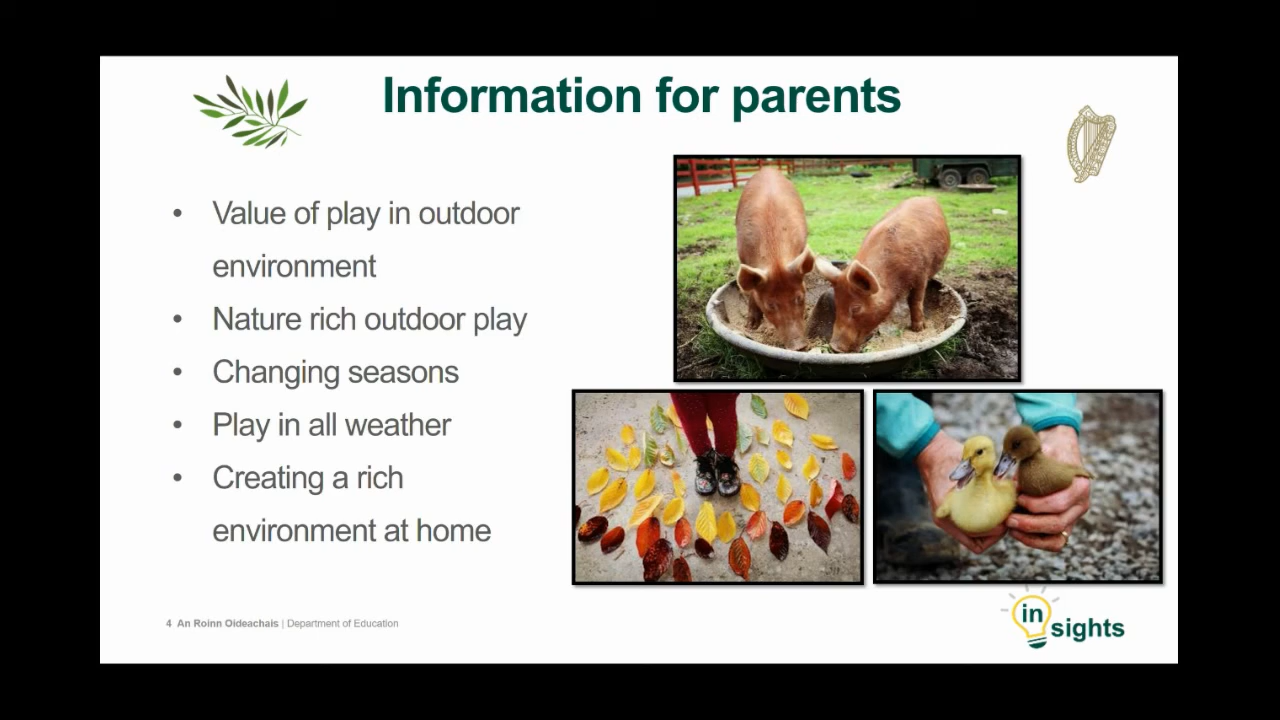 Information for parents
• Value of play in outdoor
environment
• Nature rich outdoor play
• Changing seasons
• Play in all weather
• Creating a rich
environment at home
4 An Roinn Oideachais | Department of Education
in
sights